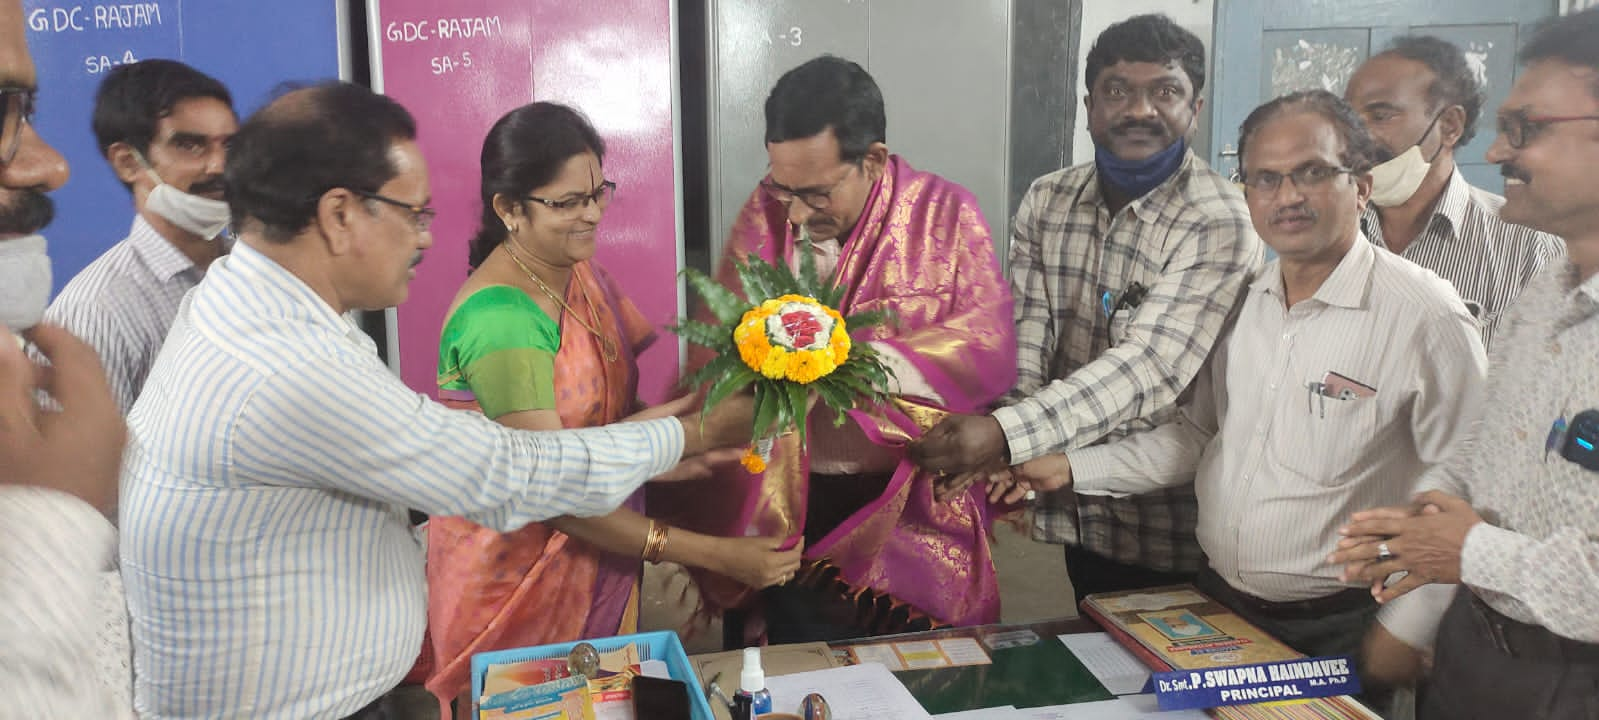 GDC-RAJAM
SA-4
GDC-RAJAM
SA-5
A-3
Dr. Smt. P. SWAPNA HAINDAVEE
M.A. Ph.D
PRINCIPAL